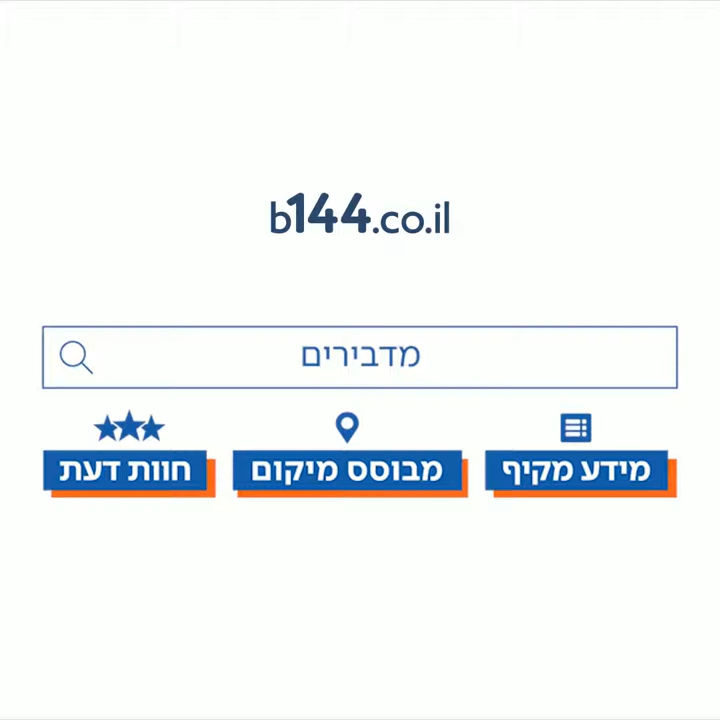 b144.co.il
מדבירים
מידע מקיף
מבוסס מיקום
חוות דעת